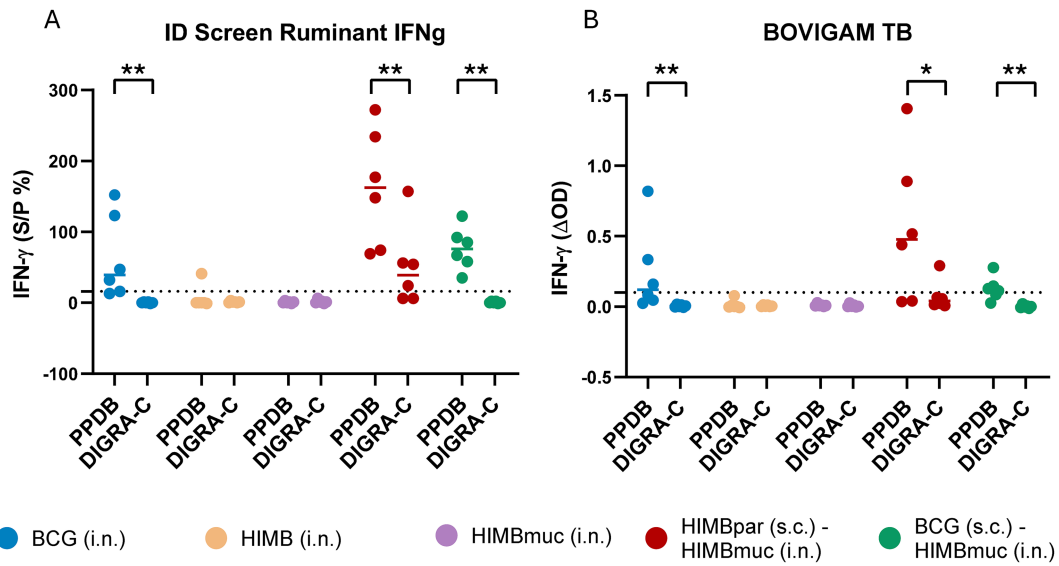 A
ID Screen Ruminant IFNg
**
**
**
IFN-γ (S/P %)
300
200
100
0
-100
PPDB
DIGRA-C
PPDB
DIGRA-C
PPDB
DIGRA-C
PPDB
DIGRA-C
PPDB
DIGRA-C
B
BOVIGAM TB
**
*
**
IFN-γ (ΔOD)
1.5
1.0
0.5
0.0
-0.5
PPDB
DIGRA-C
PPDB
DIGRA-C
PPDB
DIGRA-C
PPDB
DIGRA-C
PPDB
DIGRA-C
BCG (i.n.)
HIMB (i.n.)
HIMBmuc (i.n.)
HIMBpar (s.c.) -
HIMBmuc (i.n.)
BCG (s.c.) -
HIMBmuc (i.n.)